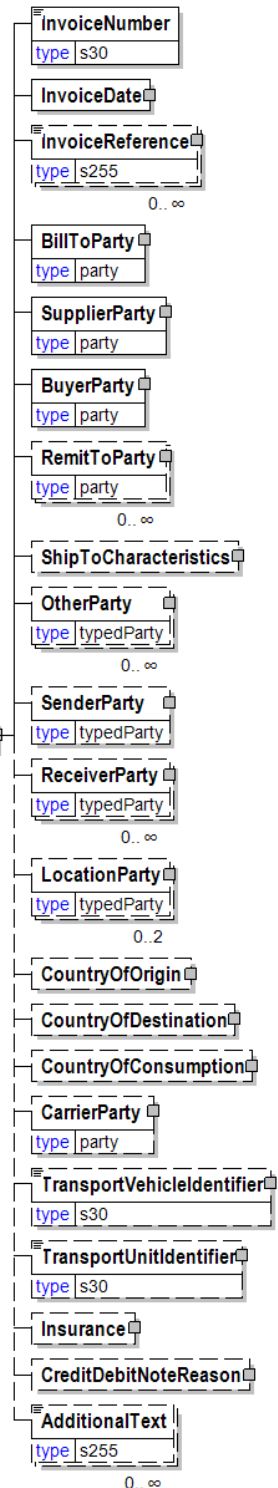 InvoiceNumber
type s30
InvoiceDate
InvoiceReference
type s255
0.. ∞
BillToParty
type party
SupplierParty
type party
BuyerParty
type party
RemitToParty
type party
0.. ∞
ShipToCharacteristics
OtherParty
type typedParty
0.. ∞
SenderParty
type typedParty
ReceiverParty
type typedParty
0.. ∞
LocationParty
type typedParty
0..2
CountryOfOrigin
CountryOfDestination
CountryOfConsumption
CarrierParty
type party
TransportVehicleIdentifier
type s30
TransportUnitIdentifier
type s30
Insurance
CreditDebitNoteReason
AdditionalText
type s255
0.. ∞